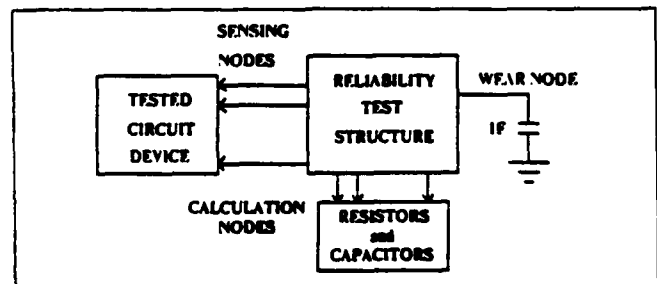 SENSING
NODES
TESTED
CIRCUIT
DEVICE
RELIABILITY
TEST
STRUCTURE
WEAR NODE
1F
CALCULATION
NODES
RESISTORS
and
CAPACITORS